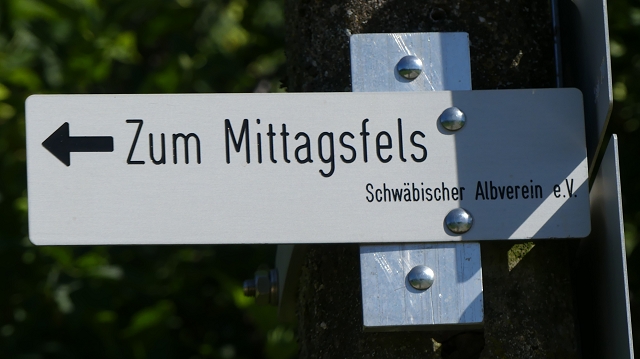 Zum Mittagsfels
Schwäbischer Albverein e.V.